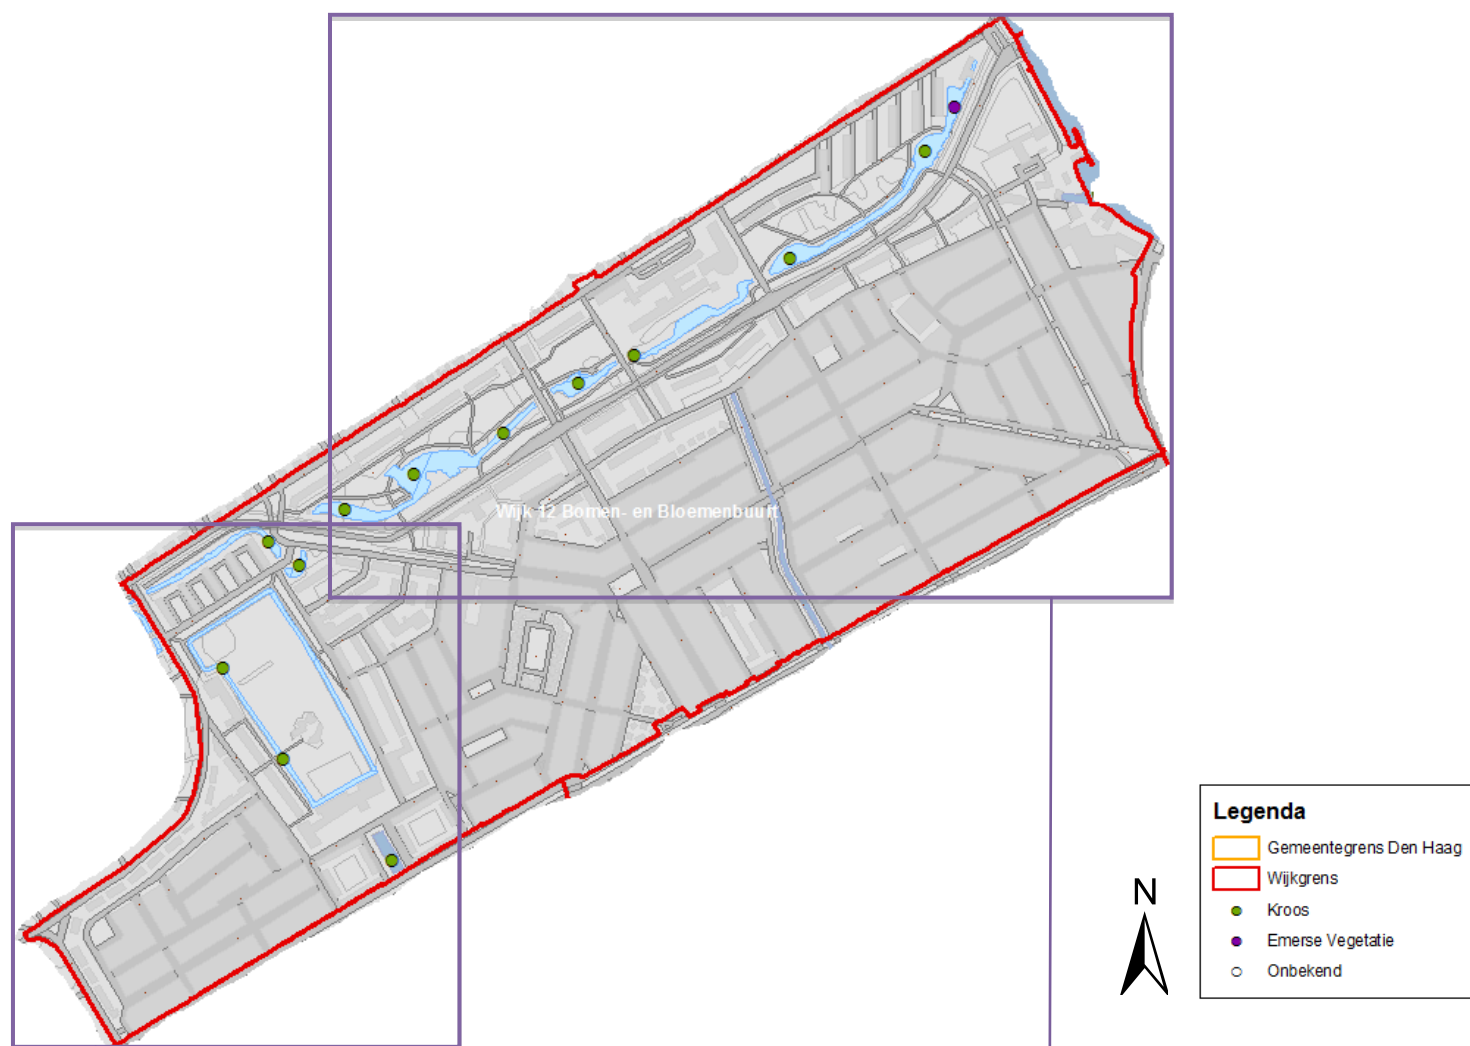 Wijk 12 Bomen- en Bloemenbuurt
Legenda
Gemeentegrens Den Haag
Wijkgrens
Kroos
Emerse Vegetatie
Onbekend
N